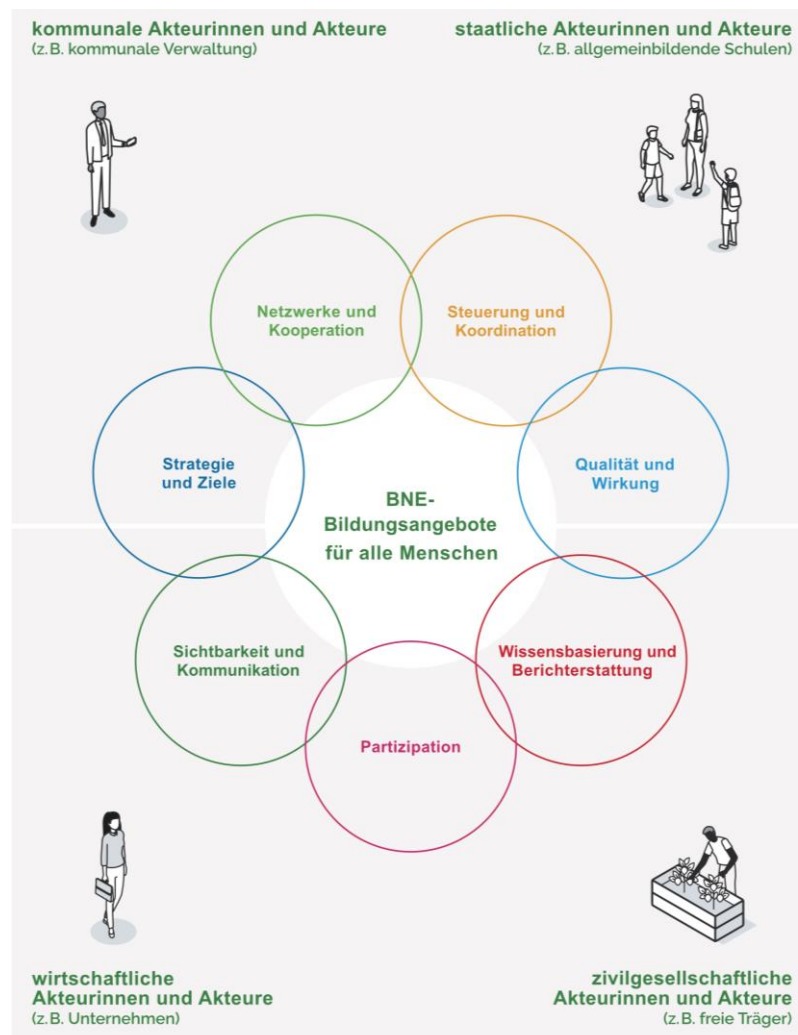 kommunale Akteurinnen und Akteure
(z. B. kommunale Verwaltung)
staatliche Akteurinnen und Akteure
(z. B. allgemeinbildende Schulen)
Netzwerke und
Kooperation
Steuerung und
Koordination
Strategie
und Ziele
Qualität und
Wirkung
BNE-
Bildungsangebote
für alle Menschen
Sichtbarkeit und
Kommunikation
Wissensbasierung und
Berichterstattung
Partizipation
wirtschaftliche
Akteurinnen und Akteure
(z. B. Unternehmen)
zivilgesellschaftliche
Akteurinnen und Akteure
(z. B. freie Träger)